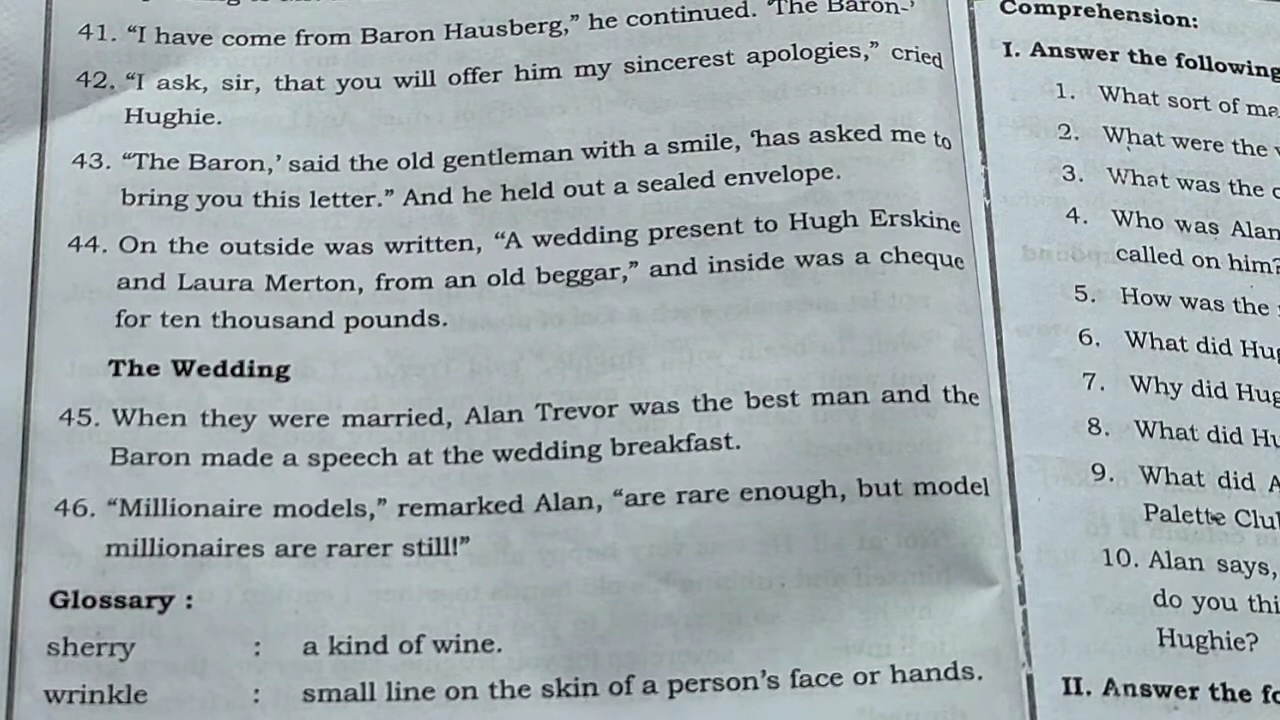 41. “I have come from Baron Hausberg,” he continued. ‘The Baron-’
42. “I ask, sir, that you will offer him my sincerest apologies,” cried
Hughie.
43. “The Baron,’ said the old gentleman with a smile, ‘has asked me to
bring you this letter.” And he held out a sealed envelope.
44. On the outside was written, “A wedding present to Hugh Erskine
and Laura Merton, from an old beggar,” and inside was a cheque
for ten thousand pounds.
The Wedding
45. When they were married, Alan Trevor was the best man and the
Baron made a speech at the wedding breakfast.
46. “Millionaire models,” remarked Alan, “are rare enough, but model
millionaires are rarer still!”
Glossary :
sherry : a kind of wine.
wrinkle : small line on the skin of a person’s face or hands.
Comprehension:
I. Answer the following
1. What sort of
2. What were the
3. What was the
4. Who was Alan
called on him?
5. How was the
6. What did
7. Why did
8. What did
9. What did
Palette
10. Alan says,
do you
Hughie?
II. Answer the